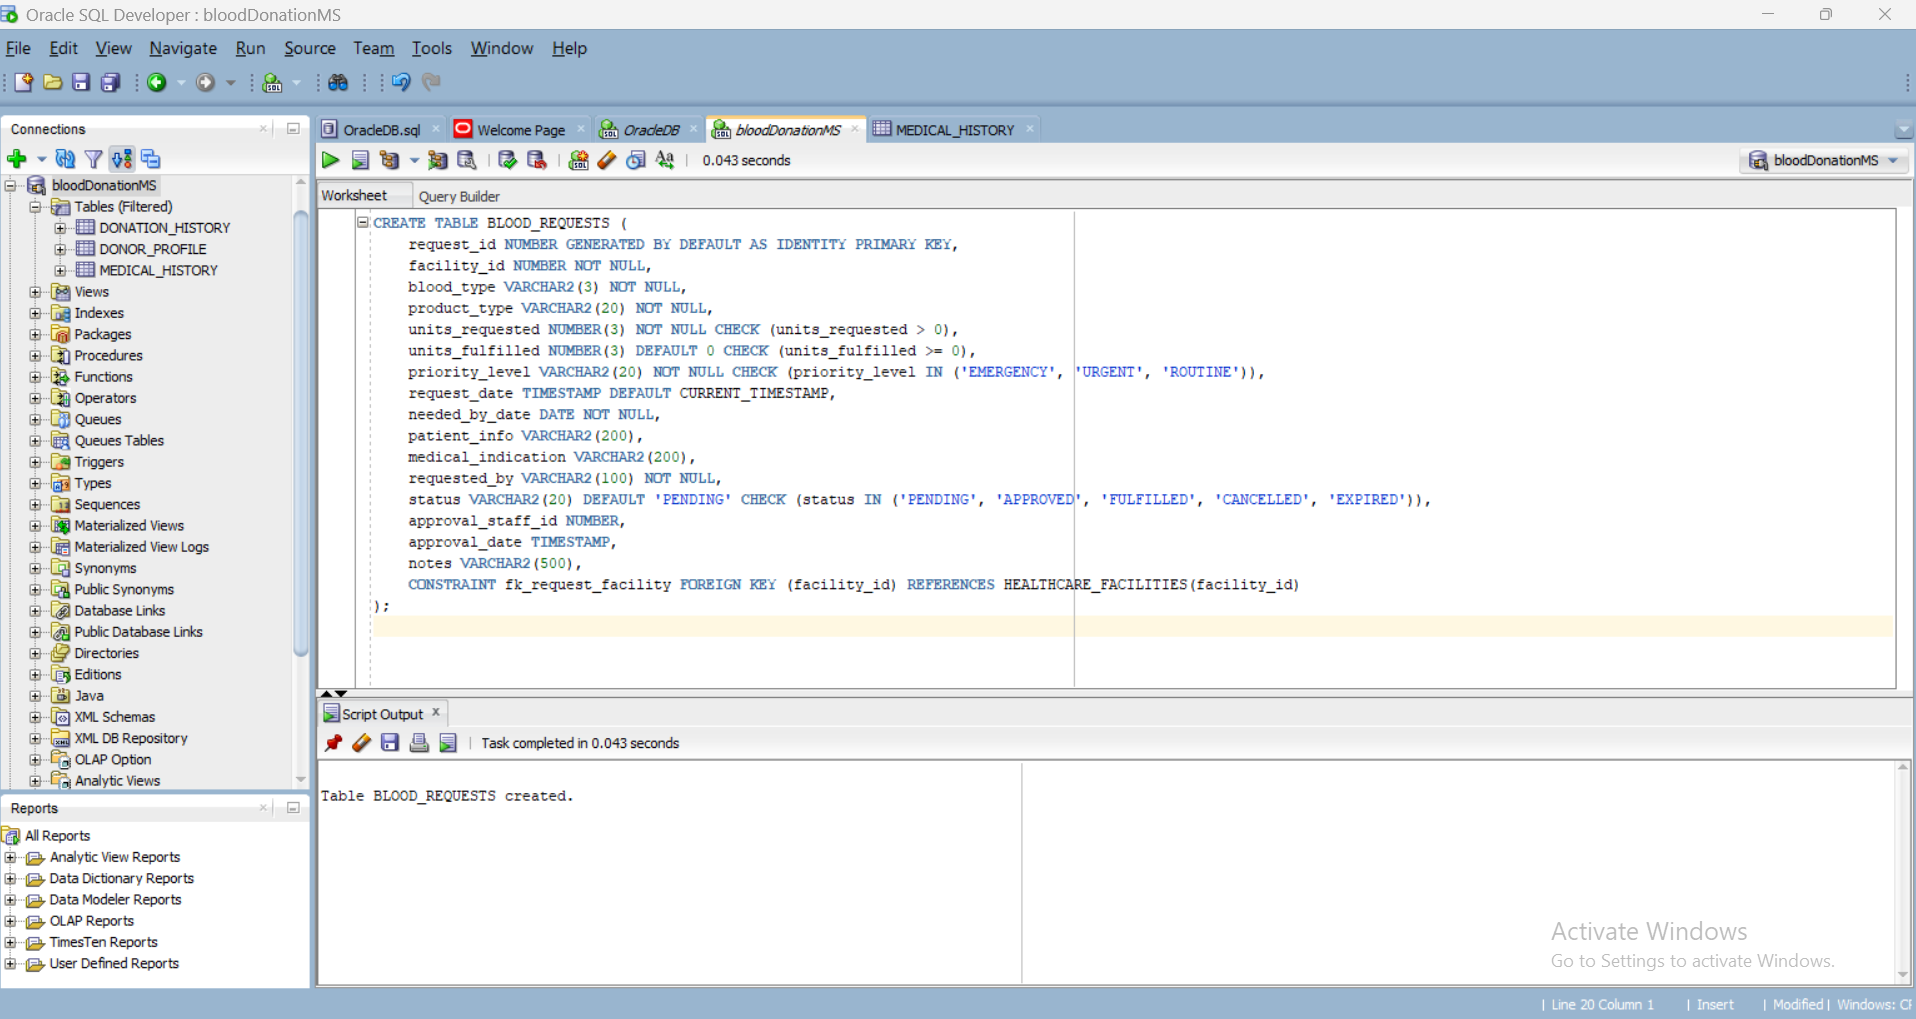 Oracle SQL Developer : bloodDonationMS
File Edit View Navigate Run Source Team Tools Window Help
Connections
bloodDonationMS
Tables (Filtered)
DONATION_HISTORY
DONOR_PROFILE
MEDICAL_HISTORY
Views
Indexes
Packages
Procedures
Functions
Operators
Queues
Queues Tables
Triggers
Types
Sequences
Materialized Views
Materialized View Logs
Synonyms
Public Synonyms
Database Links
Public Database Links
Directories
Editions
Java
XML Schemas
XML DB Repository
OLAP Option
Analytic Views
Reports
All Reports
Analytic View Reports
Data Dictionary Reports
Data Modeler Reports
OLAP Reports
TimesTen Reports
User Defined Reports
OracleDB.sql Welcome Page OracleDB bloodDonationMS MEDICAL_HISTORY
0.043 seconds
bloodDonationMS
Worksheet Query Builder
CREATE TABLE BLOOD_REQUESTS (
request_id NUMBER GENERATED BY DEFAULT AS IDENTITY PRIMARY KEY,
facility_id NUMBER NOT NULL,
blood_type VARCHAR2(3) NOT NULL,
product_type VARCHAR2(20) NOT NULL,
units_requested NUMBER(3) NOT NULL CHECK (units_requested > 0),
units_fulfilled NUMBER(3) DEFAULT 0 CHECK (units_fulfilled >= 0),
priority_level VARCHAR2(20) NOT NULL CHECK (priority_level IN ('EMERGENCY', 'URGENT', 'ROUTINE')),
request_date TIMESTAMP DEFAULT CURRENT_TIMESTAMP,
needed_by_date DATE NOT NULL,
patient_info VARCHAR2(200),
medical_indication VARCHAR2(200),
requested_by VARCHAR2(100) NOT NULL,
status VARCHAR2(20) DEFAULT 'PENDING' CHECK (status IN ('PENDING', 'APPROVED', 'FULFILLED', 'CANCELLED', 'EXPIRED')),
approval_staff_id NUMBER,
approval_date TIMESTAMP,
notes VARCHAR2(500),
CONSTRAINT fk_request_facility FOREIGN KEY (facility_id) REFERENCES HEALTHCARE_FACILITIES(facility_id)
);
Script Output
Task completed in 0.043 seconds
Table BLOOD_REQUESTS created.
Activate Windows
Go to Settings to activate Windows.
Line 20 Column 1 | Insert | Modified | Windows: